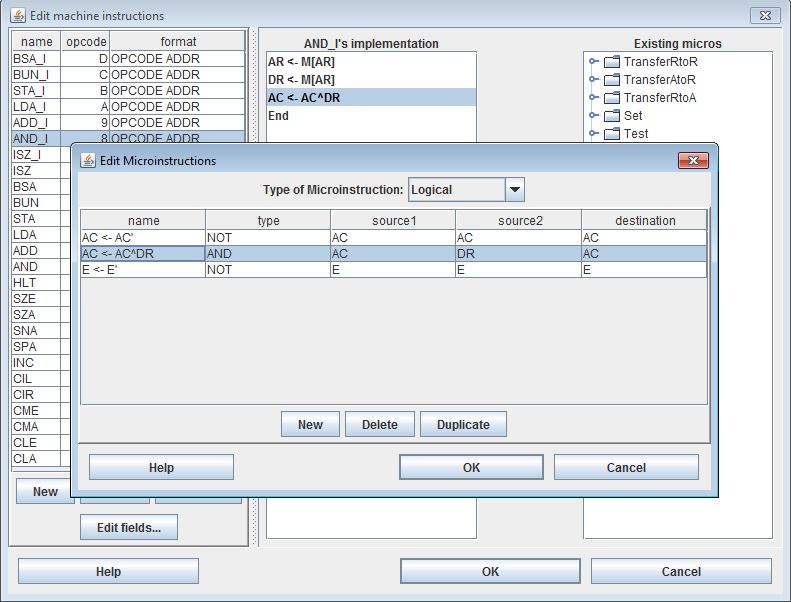 Edit machine instructions
name opcode format
BSA_I D OPCODE ADDR
BUN_I C OPCODE ADDR
STA_I B OPCODE ADDR
LDA_I A OPCODE ADDR
ADD_I 9 OPCODE ADDR
AND_I 8 OPCODE ADDR
ISZ_I
ISZ
BSA
BUN
STA
LDA
ADD
AND
HLT
SZE
SZA
SNA
SPA
INC
CIL
CIR
CME
CMA
CLE
CLA
New
Edit fields...
AND_I's implementation
AR <- M[AR]
DR <- M[AR]
AC <- AC^DR
End
Existing micros
TransferRtoR
TransferAtoR
TransferRtoA
Set
Test
Edit Microinstructions
Type of Microinstruction: Logical
name type source1 source2 destination
AC <- AC' NOT AC AC AC
AC <- AC^DR AND AC DR AC
E <- E' NOT E E E
New Delete Duplicate
Help OK Cancel
Help OK Cancel